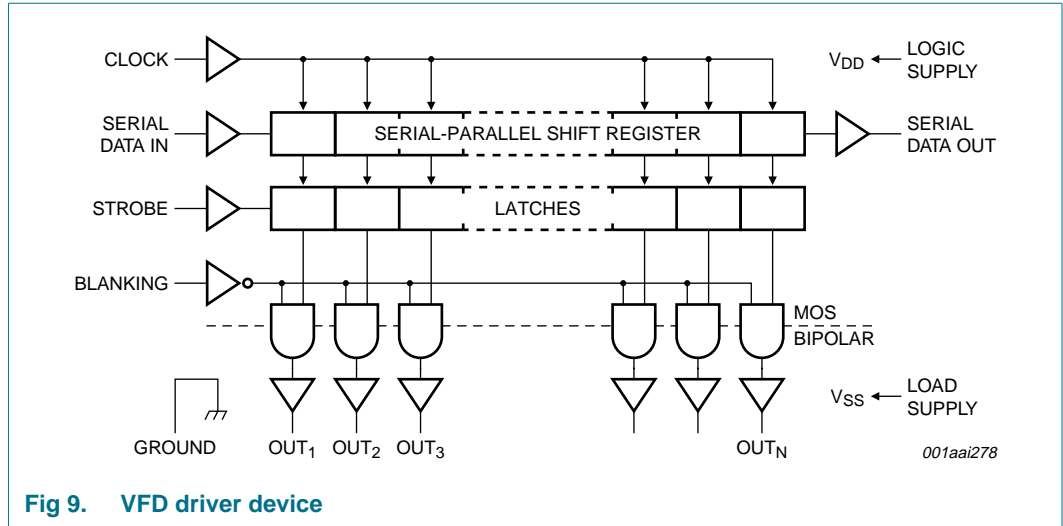 CLOCK
VDD
LOGIC
SUPPLY
SERIAL
DATA IN
SERIAL-PARALLEL SHIFT REGISTER
SERIAL
DATA OUT
STROBE
LATCHES
BLANKING
MOS
BIPOLAR
VSS
LOAD
SUPPLY
GROUND
OUT1
OUT2
OUT3
OUTN
001aai278
Fig 9. VFD driver device